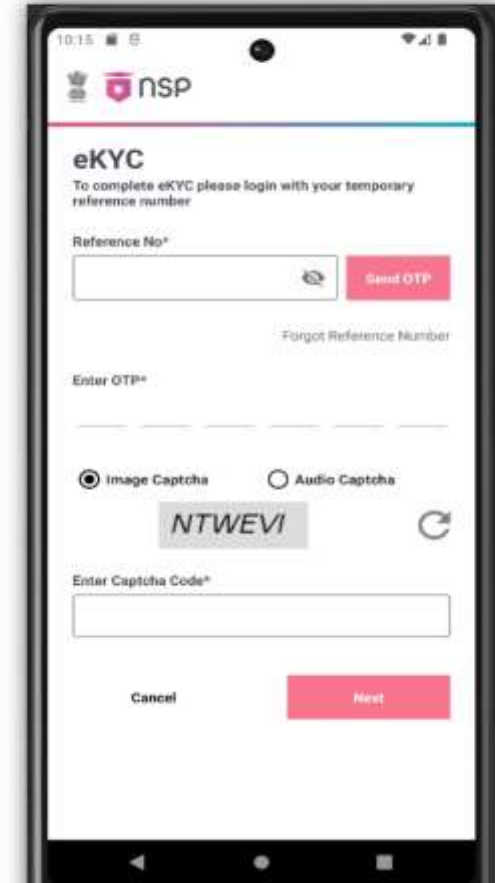 10:15
nsp
eKYC
To complete eKYC please login with your temporary
reference number
Reference No*
Send OTP
Forgot Reference Number
Enter OTP*
Image Captcha
Audio Captcha
NTWEVI
Enter Captcha Code*
Cancel
Next